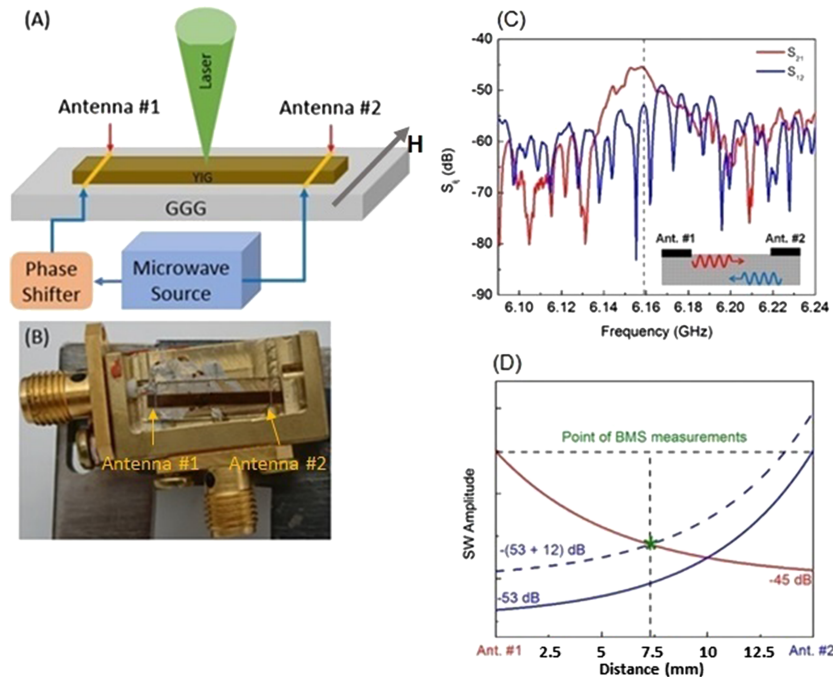 (A)
Laser
Antenna #1
Antenna #2
H
YIG
GGG
Phase
Shifter
Microwave
Source
(B)
Antenna #1
Antenna #2
(C)
-40
-50
-60
-70
-80
-90
S₂₁
S₁₂
Sᵢⱼ (dB)
Ant. #1
Ant. #2
6.10
6.12
6.14
6.16
6.18
6.20
6.22
6.24
Frequency (GHz)
(D)
Point of BMS measurements
SW Amplitude
-(53 + 12) dB
-53 dB
-45 dB
Ant. #1
2.5
5
7.5
10
12.5
Ant. #2
Distance (mm)